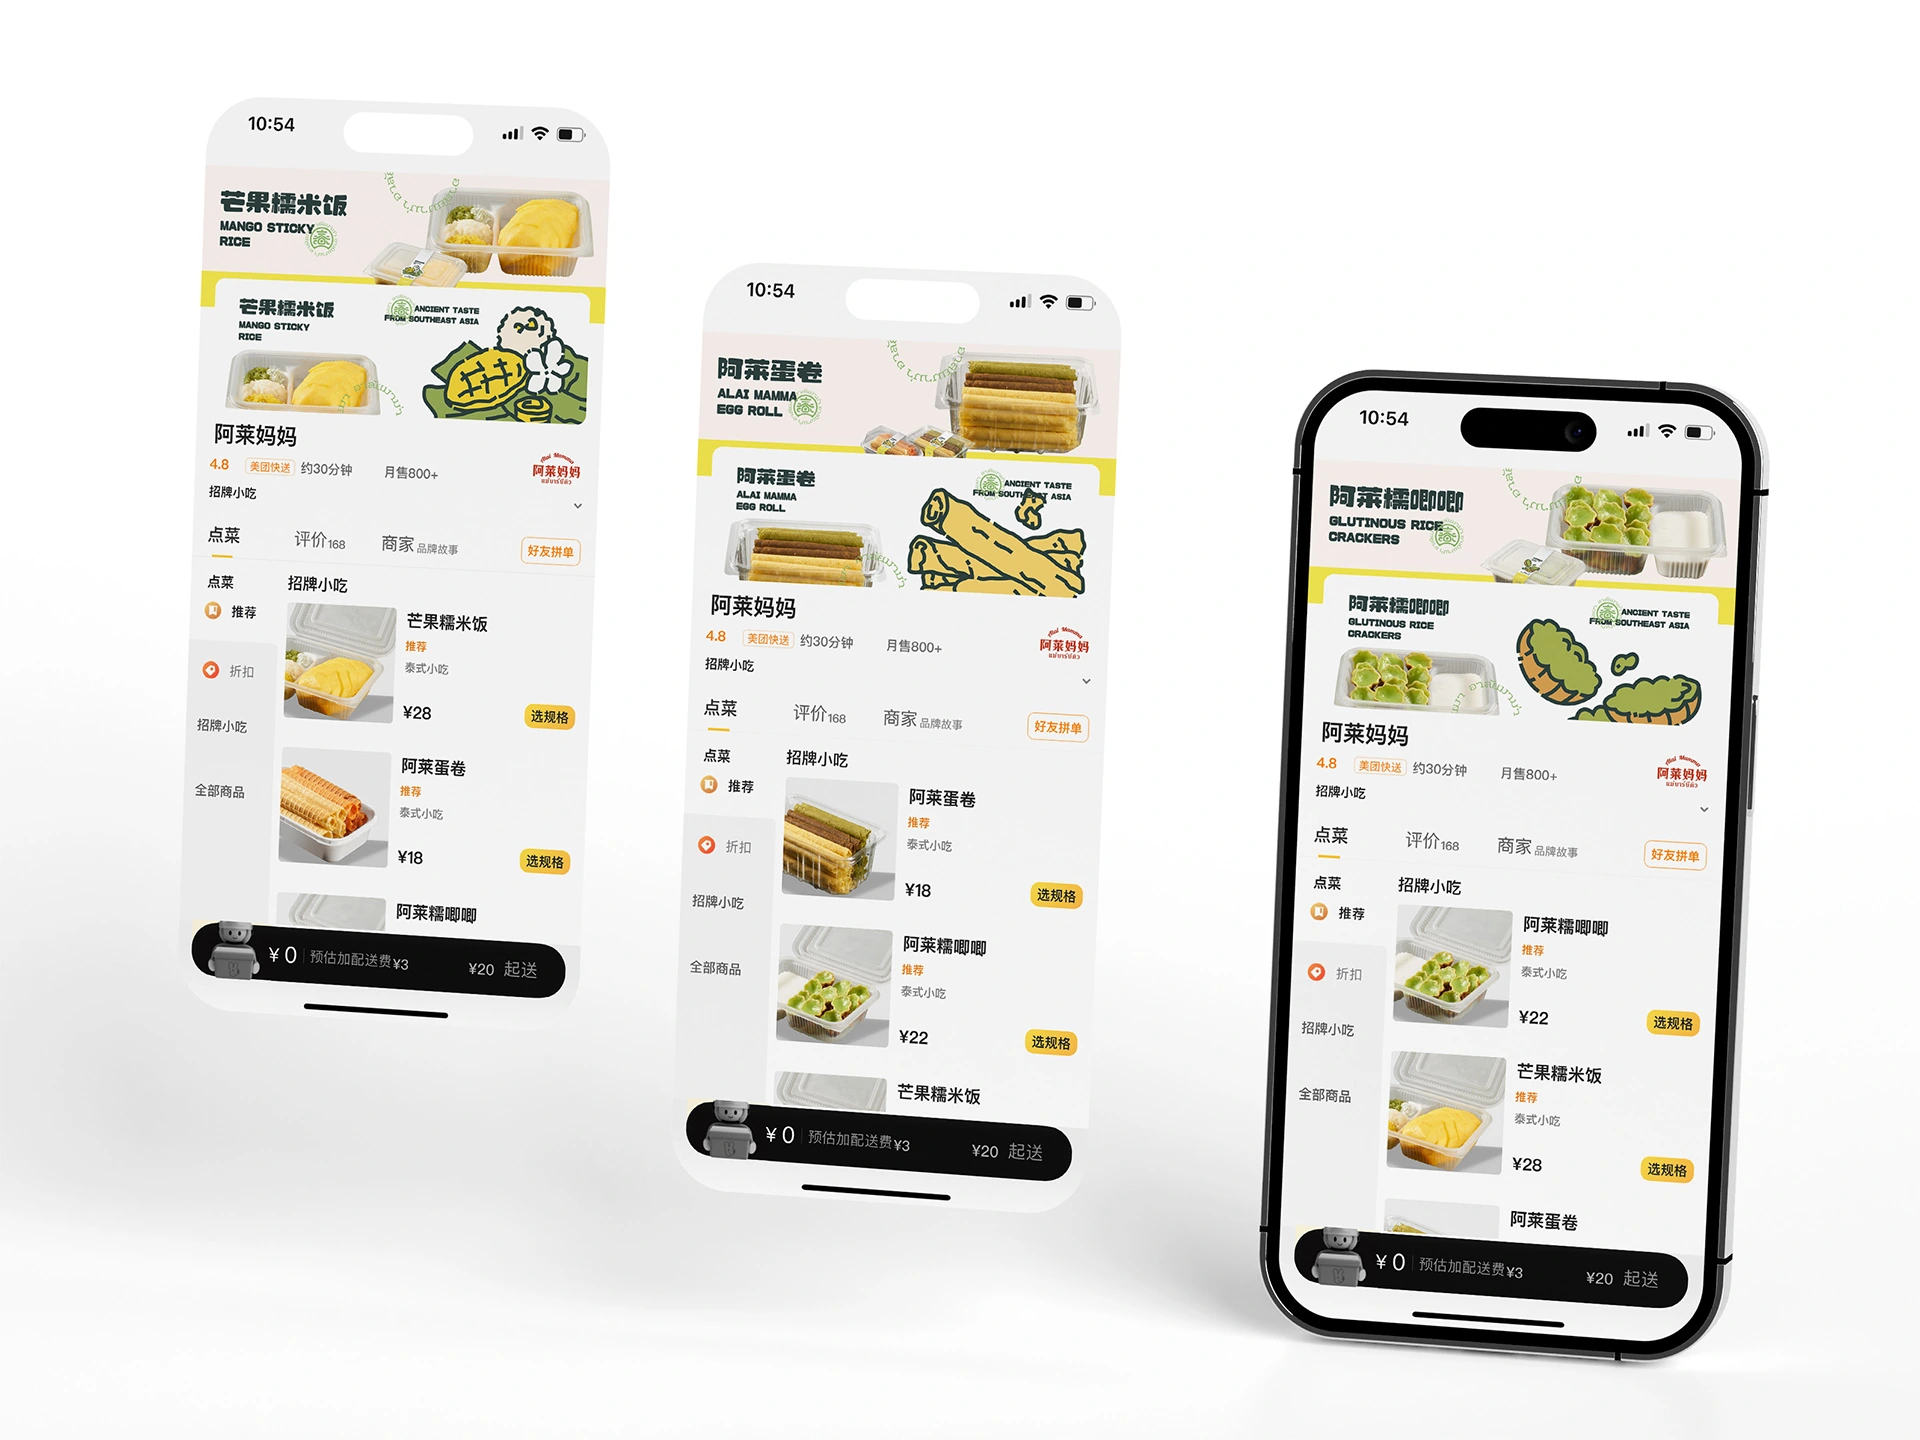 10:54
芒果糯米饭
MANGO STICKY
RICE
芒果糯米饭
MANGO STICKY
RICE
ANCIENT TASTE
FROM SOUTHEAST ASIA
阿莱妈妈
4.8 美团快送 约30分钟 月售800+
Alai Mamma
阿莱妈妈
招牌小吃
点菜 评价168 商家 品牌故事 好友拼单
点菜
推荐
折扣
招牌小吃
全部商品
招牌小吃
芒果糯米饭
推荐
泰式小吃
¥28 选规格
阿莱蛋卷
推荐
泰式小吃
¥18 选规格
阿莱糯唧唧
¥0 预估加配送费¥3 ¥20 起送
10:54
阿莱蛋卷
ALAI MAMMA
EGG ROLL
阿莱蛋卷
ALAI MAMMA
EGG ROLL
ANCIENT TASTE
FROM SOUTHEAST ASIA
阿莱妈妈
4.8 美团快送 约30分钟 月售800+
Alai Mamma
阿莱妈妈
招牌小吃
点菜 评价168 商家 品牌故事 好友拼单
点菜
推荐
折扣
招牌小吃
全部商品
招牌小吃
阿莱蛋卷
推荐
泰式小吃
¥18 选规格
阿莱糯唧唧
推荐
泰式小吃
¥22 选规格
芒果糯米饭
¥0 预估加配送费¥3 ¥20 起送
10:54
阿莱糯唧唧
GLUTINOUS RICE
CRACKERS
阿莱糯唧唧
GLUTINOUS RICE
CRACKERS
ANCIENT TASTE
FROM SOUTHEAST ASIA
阿莱妈妈
4.8 美团快送 约30分钟 月售800+
Alai Mamma
阿莱妈妈
招牌小吃
点菜 评价168 商家 品牌故事 好友拼单
点菜
推荐
折扣
招牌小吃
全部商品
招牌小吃
阿莱糯唧唧
推荐
泰式小吃
¥22 选规格
芒果糯米饭
推荐
泰式小吃
¥28 选规格
阿莱蛋卷
¥0 预估加配送费¥3 ¥20 起送